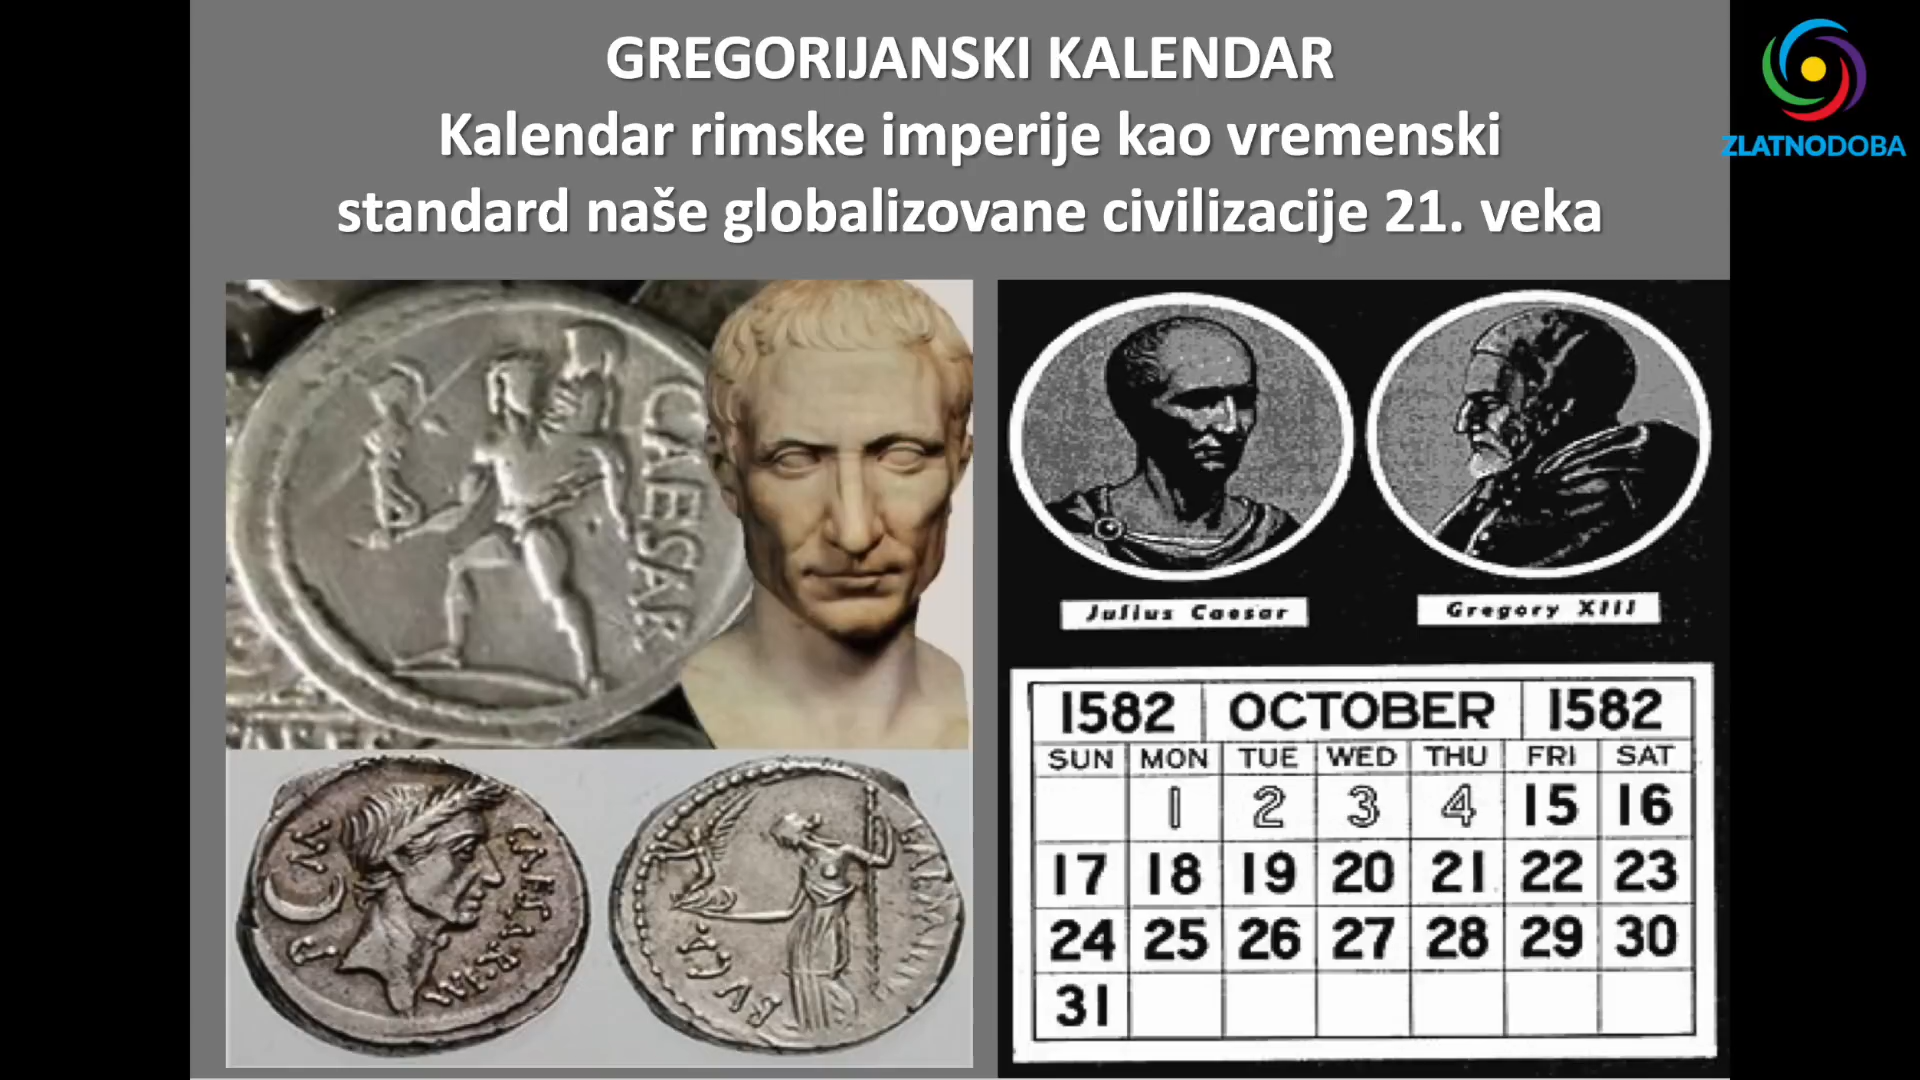 GREGORIJANSKI KALENDAR
Kalendar rimske imperije kao vremenski
standard naše globalizovane civilizacije 21. veka
ZLATNODOBA
CAESAR
Julius Caesar
Gregory XIII
1582 OCTOBER 1582
SUN MON TUE WED THU FRI SAT
1 2 3 4 15 16
17 18 19 20 21 22 23
24 25 26 27 28 29 30
31